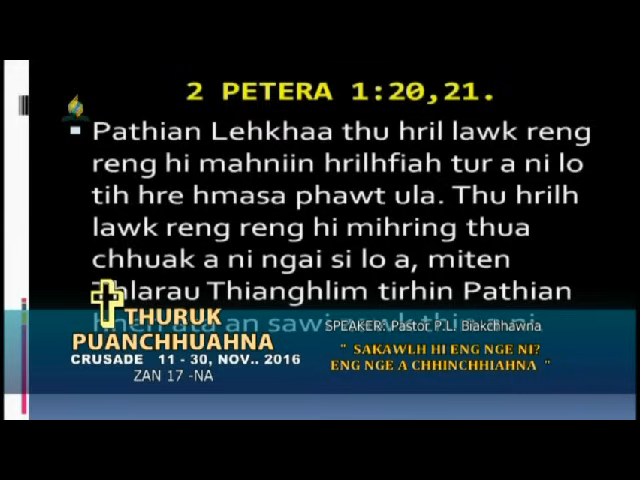 2 PETERA 1:20,21.
Pathian Lehkhaa thu hril lawk reng
reng hi mahniin hrilhfiah tur a ni lo
tih hre hmasa phawt ula. Thu hrilh
lawk reng reng hi mihring thua
chhuak a ni ngai si lo a, miten
Thlarau Thianghlim tirhin Pathian
an sawi
a ni.
THURUK
PUANCHHUAHNA
CRUSADE 11 - 30, NOV.. 2016
ZAN 17 -NA
SPEAKER: Pastor P.L. Biakchhawna
" SAKAWLH HI ENG NGE NI?
ENG NGE A CHHINCHHIAHNA "